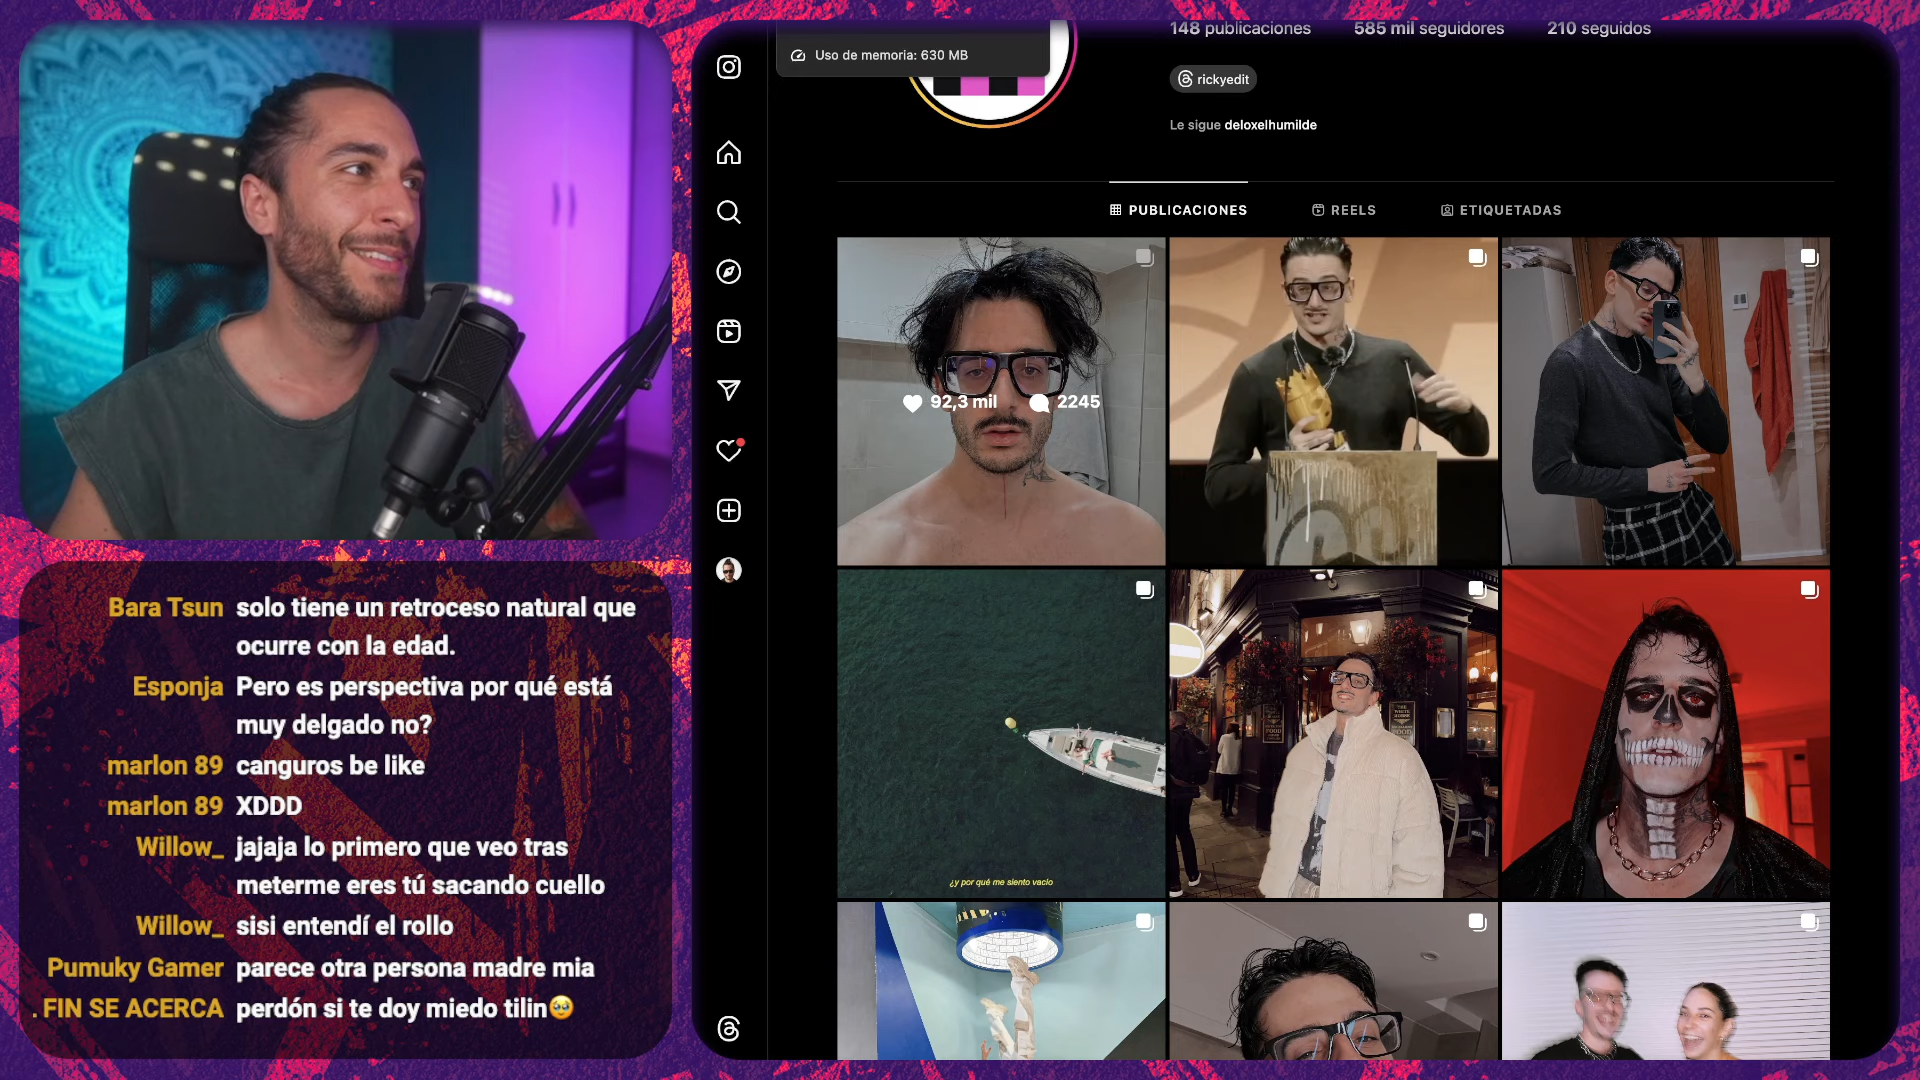 148 publicaciones 585 mil seguidores 210 seguidos
Uso de memoria: 630 MB
rickyedit
Le sigue deloxelhumilde
PUBLICACIONES REELS ETIQUETADAS
92,3 mil 2245
¿y por qué me siento vacío
Bara Tsun solo tiene un retroceso natural que
ocurre con la edad.
Esponja Pero es perspectiva por qué está
muy delgado no?
marlon 89 canguros be like
marlon 89 XDDD
Willow_ jajaja lo primero que veo tras
meterme eres tú sacando cuello
Willow_ sisi entendí el rollo
Pumuky Gamer parece otra persona madre mia
. FIN SE ACERCA perdón si te doy miedo tilin🥹